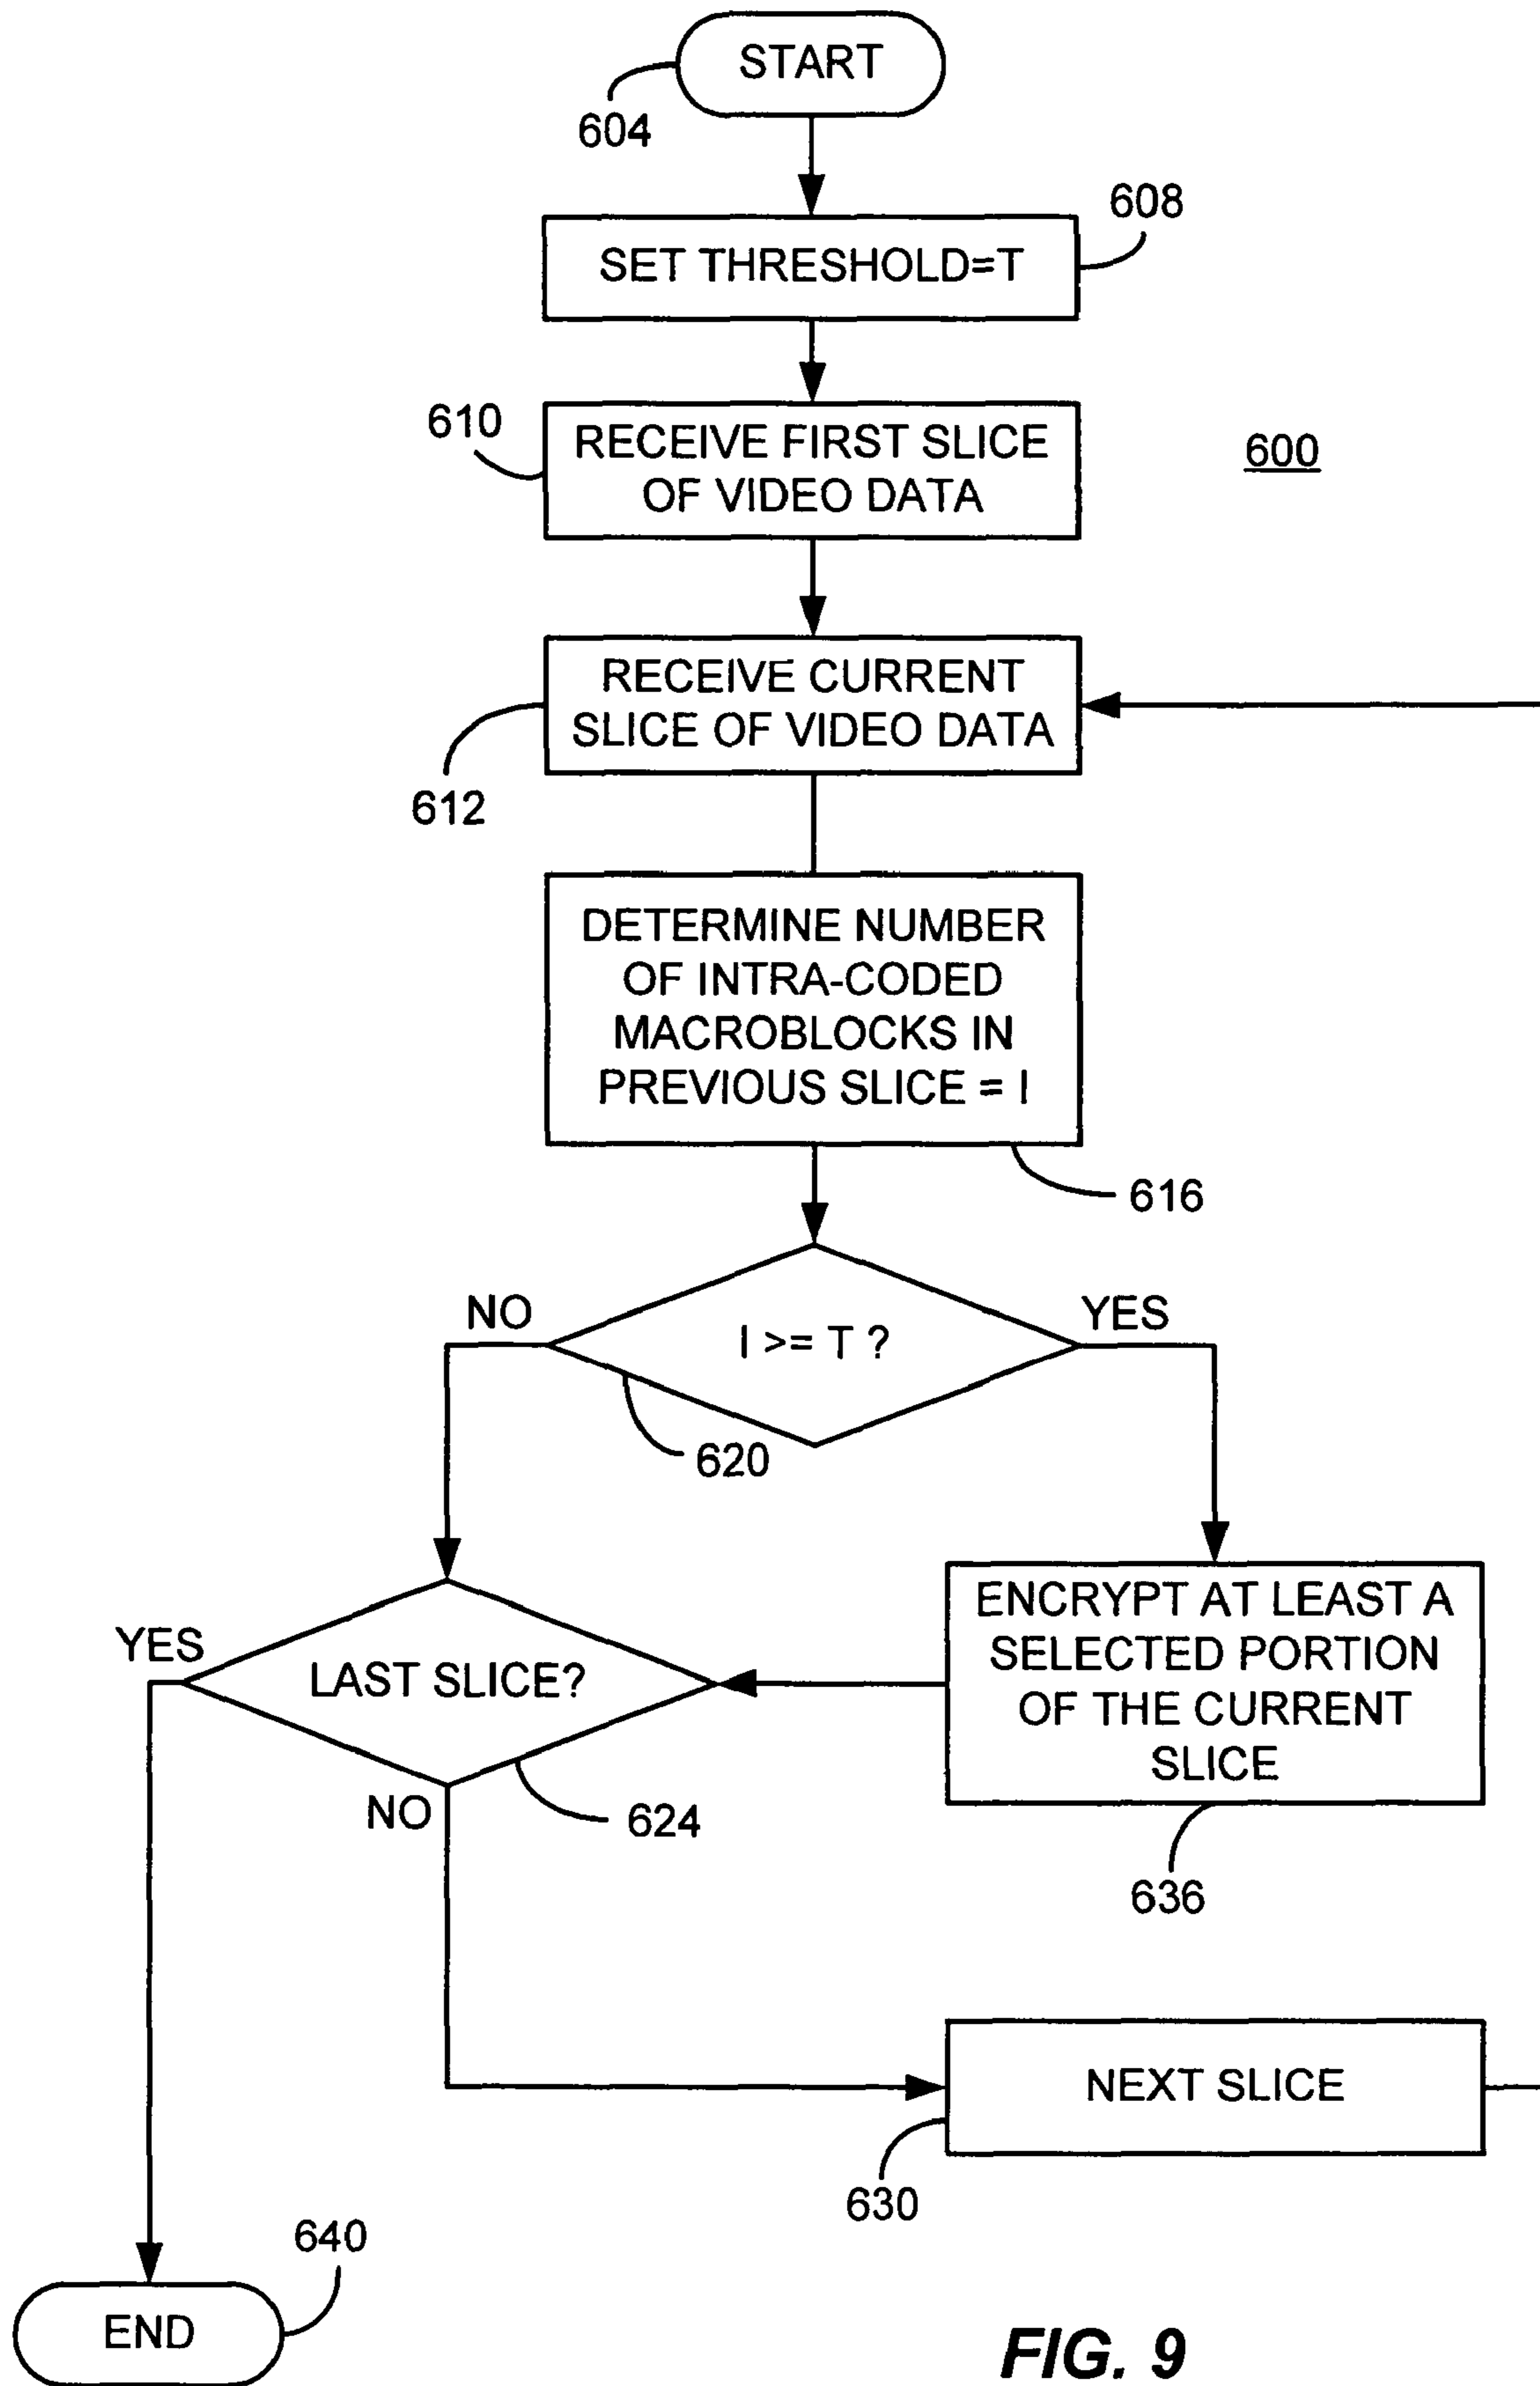 START
604
608
SET THRESHOLD=T
610
RECEIVE FIRST SLICE
OF VIDEO DATA
600
RECEIVE CURRENT
SLICE OF VIDEO DATA
612
DETERMINE NUMBER
OF INTRA-CODED
MACROBLOCKS IN
PREVIOUS SLICE = I
616
NO
YES
I >= T ?
620
ENCRYPT AT LEAST A
SELECTED PORTION
OF THE CURRENT
SLICE
YES
LAST SLICE?
NO
624
636
NEXT SLICE
630
640
END
FIG. 9